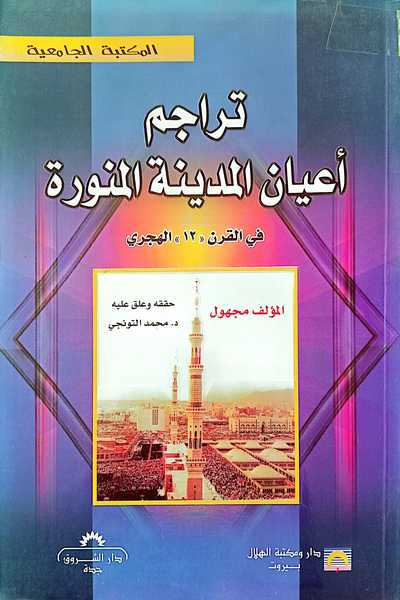 المكتبة الجامعية
تراجم
أعيان المدينة المنورة
في القرن «١٢» الهجري
المؤلف مجهول
حققه وعلق عليه
د. محمد التونجي
دار ومكتبة الهلال
بيروت
دار الشروق
جدة